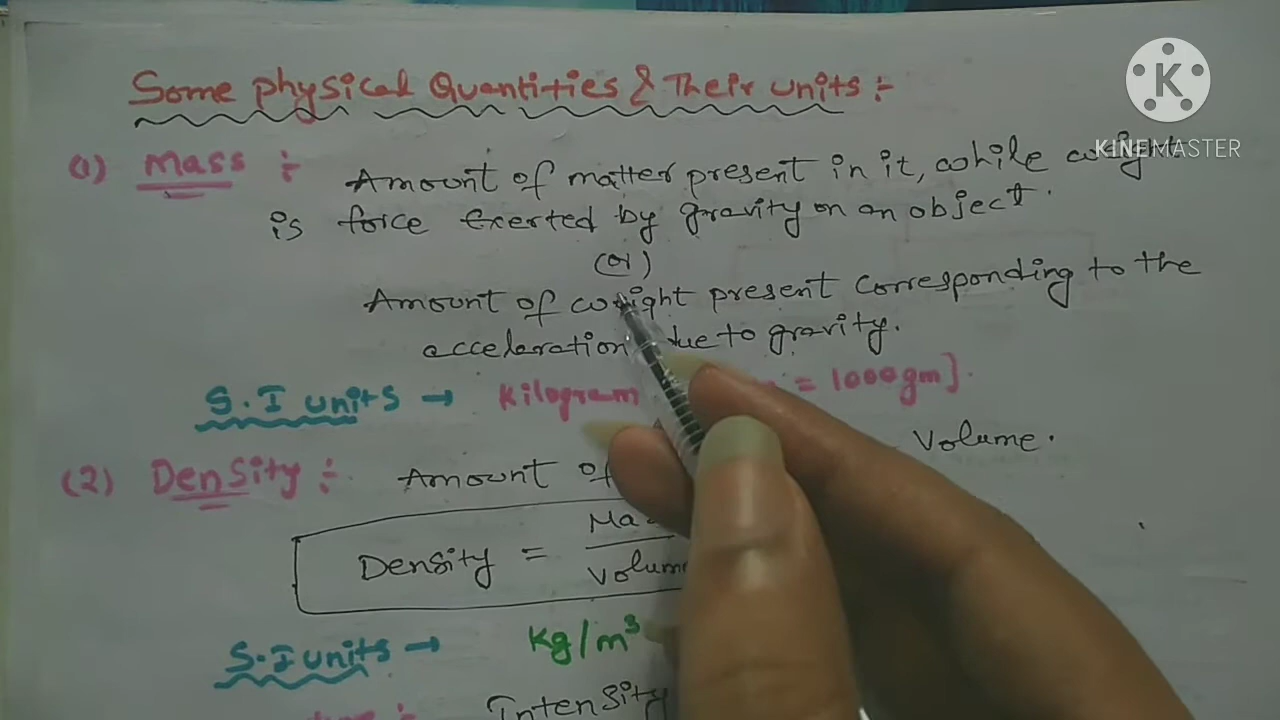 Some physical Quantities & Their units :-
(1) Mass :- Amount of matter present in it, while weight
is force exerted by gravity on an object.
(or)
Amount of weight present corresponding to the
acceleration due to gravity.
S.I units → Kilogram = 1000gm].
(2) Density :- Amount of Volume.
Density = Mass / Volume
S.I units → Kg/m³
Intensity
K
KINEMASTER